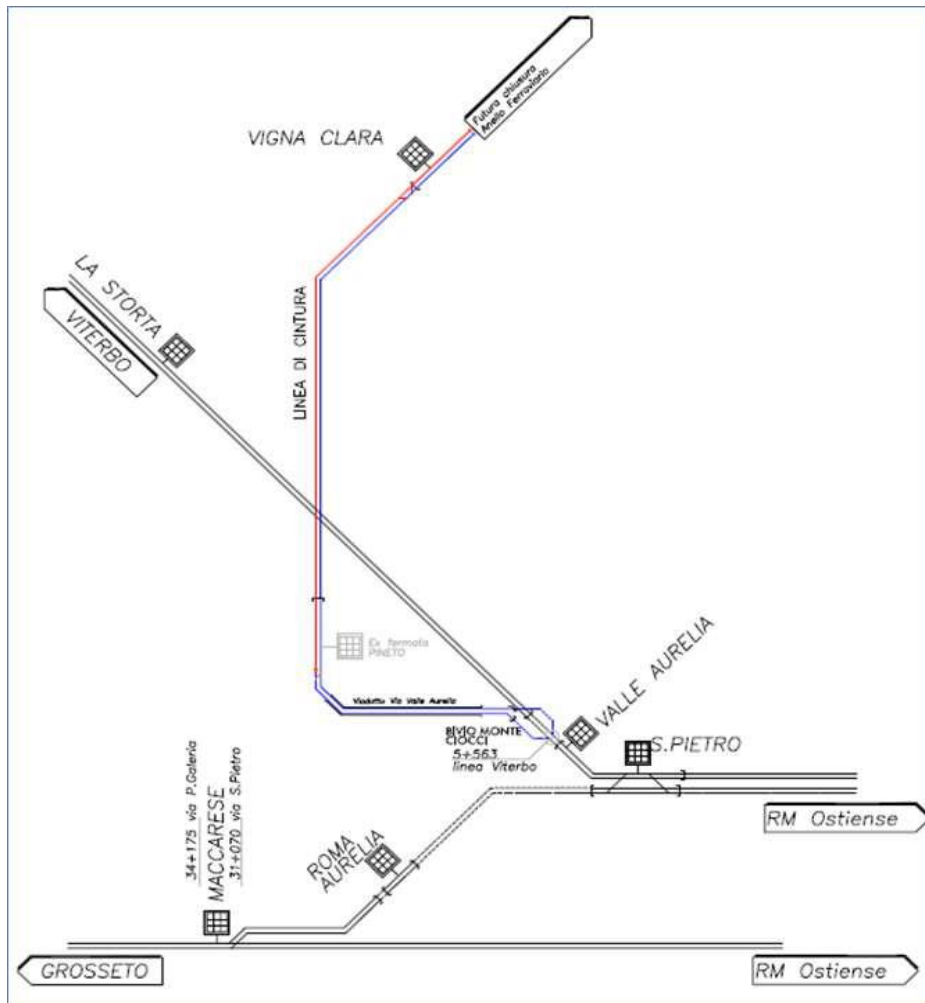 Futura chiusura
Anello Ferroviario
VIGNA CLARA
LA STORTA
VITERBO
LINEA DI CINTURA
Ex fermata
PINETO
Viadotto Via Valle Aurelia
VALLE AURELIA
BIVIO MONTE
CIOCCI
5+563
linea Viterbo
S.PIETRO
34+175 via P.Galeria
MACCARESE
31+070 via S.Pietro
ROMA
AURELIA
RM Ostiense
GROSSETO
RM Ostiense